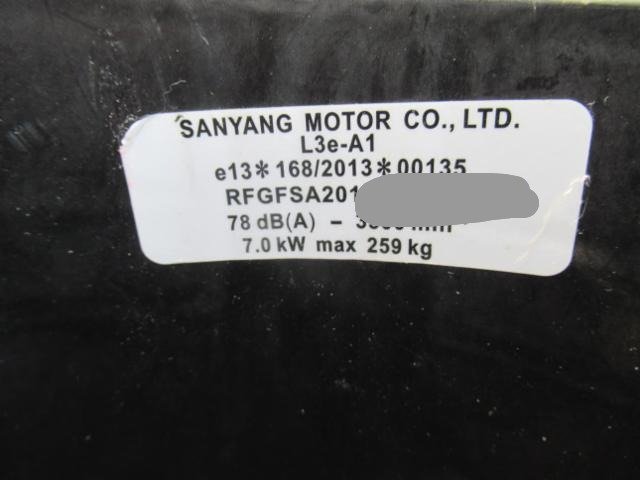 SANYANG MOTOR CO., LTD.
L3e-A1
e13*168/2013*00135
RFGFSA201
78 dB(A) –
7.0 kW max 259 kg